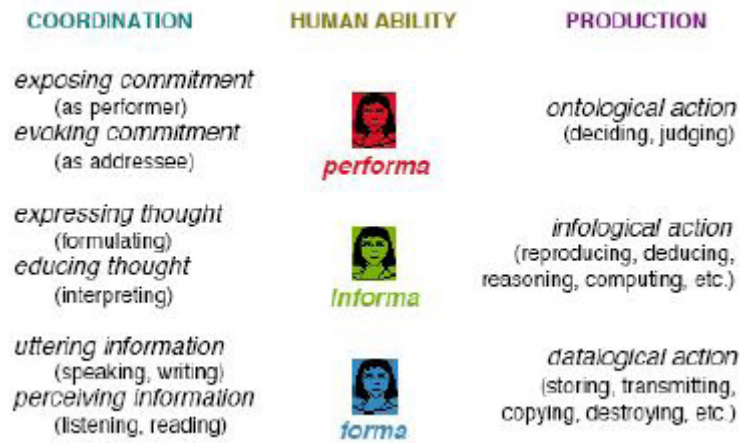 COORDINATION HUMAN ABILITY PRODUCTION
exposing commitment
(as performer)
evoking commitment
(as addressee)
performa
ontological action
(deciding, judging)
expressing thought
(formulating)
educing thought
(interpreting)
informa
infological action
(reproducing, deducing,
reasoning, computing, etc.)
uttering information
(speaking, writing)
perceiving information
(listening, reading)
forma
datalogical action
(storing, transmitting,
copying, destroying, etc.)